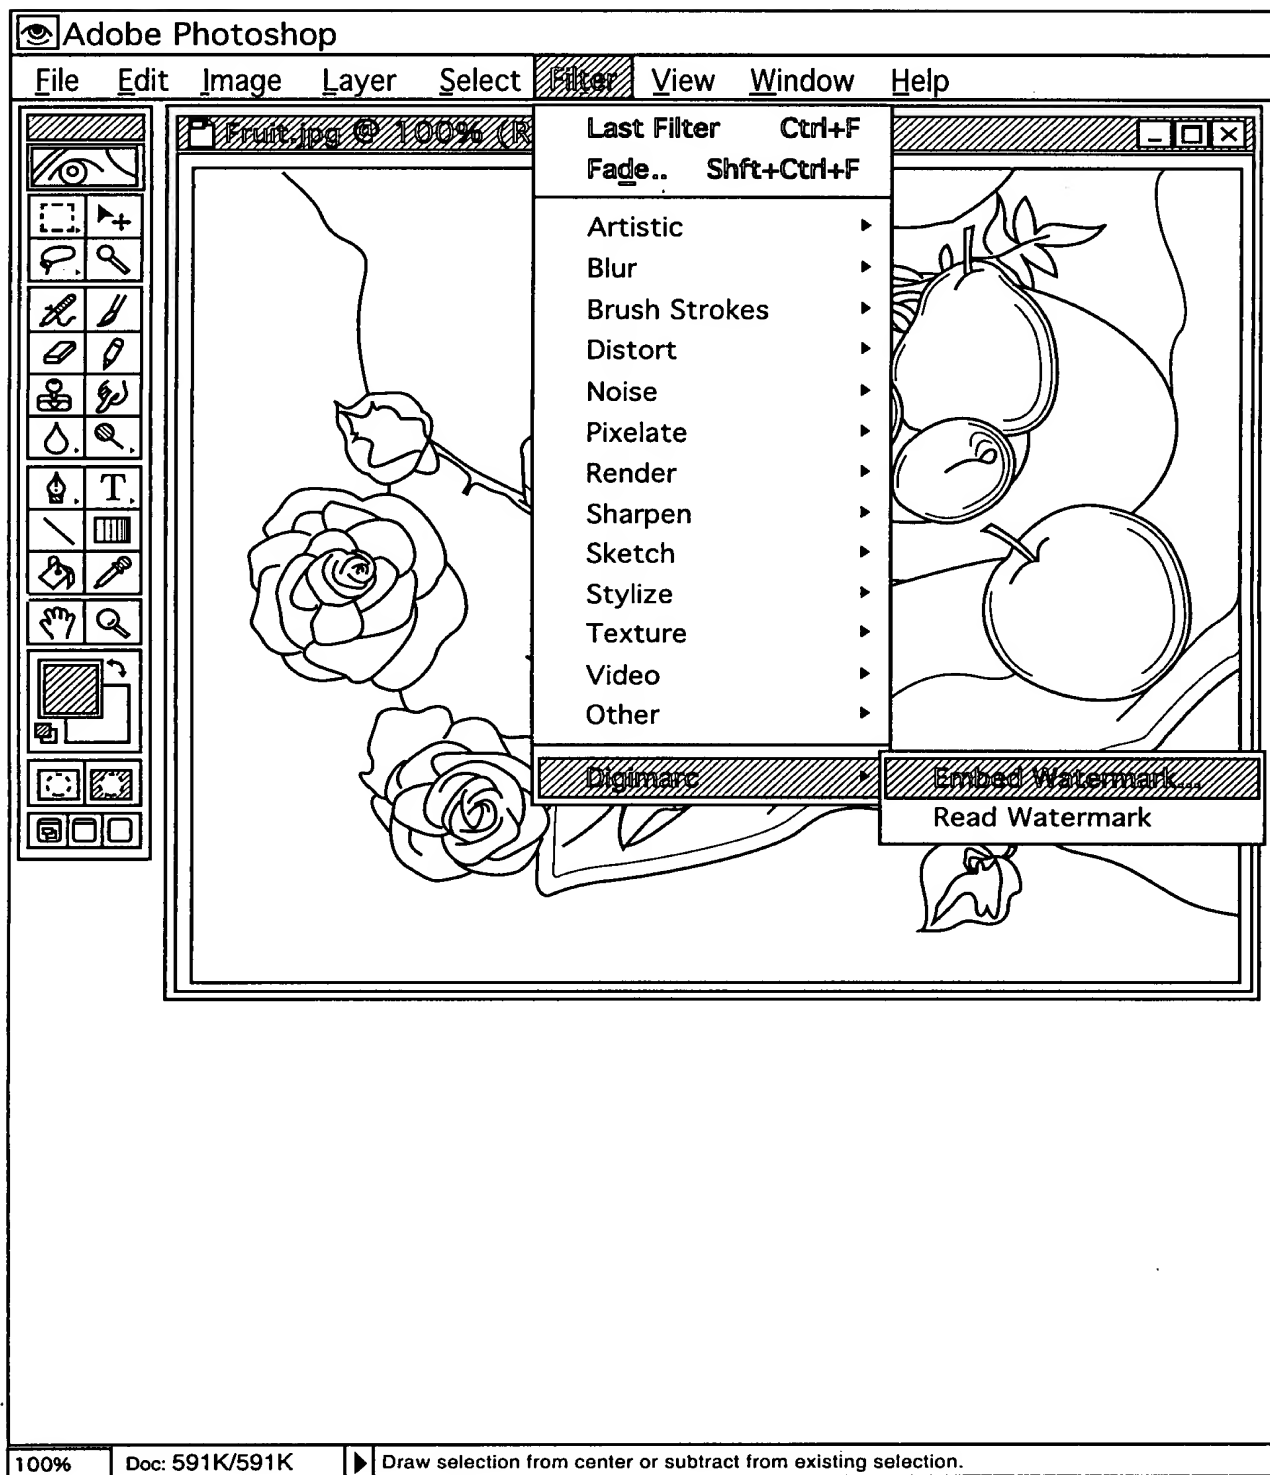 Adobe Photoshop
File Edit Image Layer Select Filter View Window Help
Fruit.jpg @ 100% (R
Last Filter Ctrl+F
Fade.. Shft+Ctrl+F
Artistic
Blur
Brush Strokes
Distort
Noise
Pixelate
Render
Sharpen
Sketch
Stylize
Texture
Video
Other
Digimarc
Embed Watermark...
Read Watermark
T
100% Doc: 591K/591K Draw selection from center or subtract from existing selection.